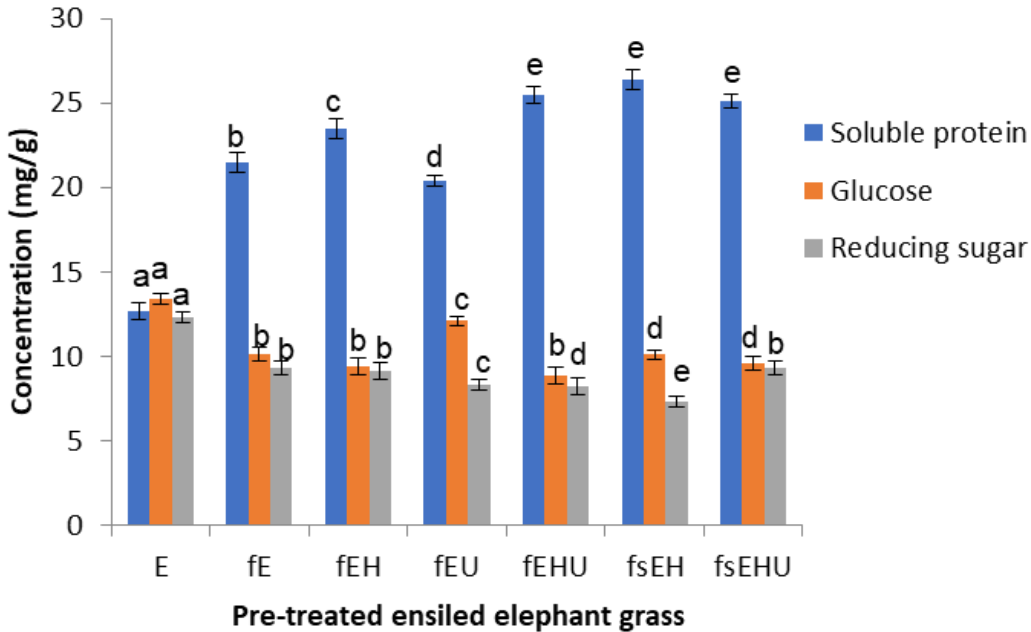 30
25
20
15
10
5
0
Concentration (mg/g)
a a a
b b b
c b b
d c c
e b d
e d e
e d b
E fE fEH fEU fEHU fsEH fsEHU
Pre-treated ensiled elephant grass
Soluble protein
Glucose
Reducing sugar